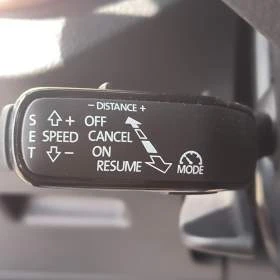 - DISTANCE +
S + OFF
E SPEED CANCEL
T - ON
RESUME
MODE